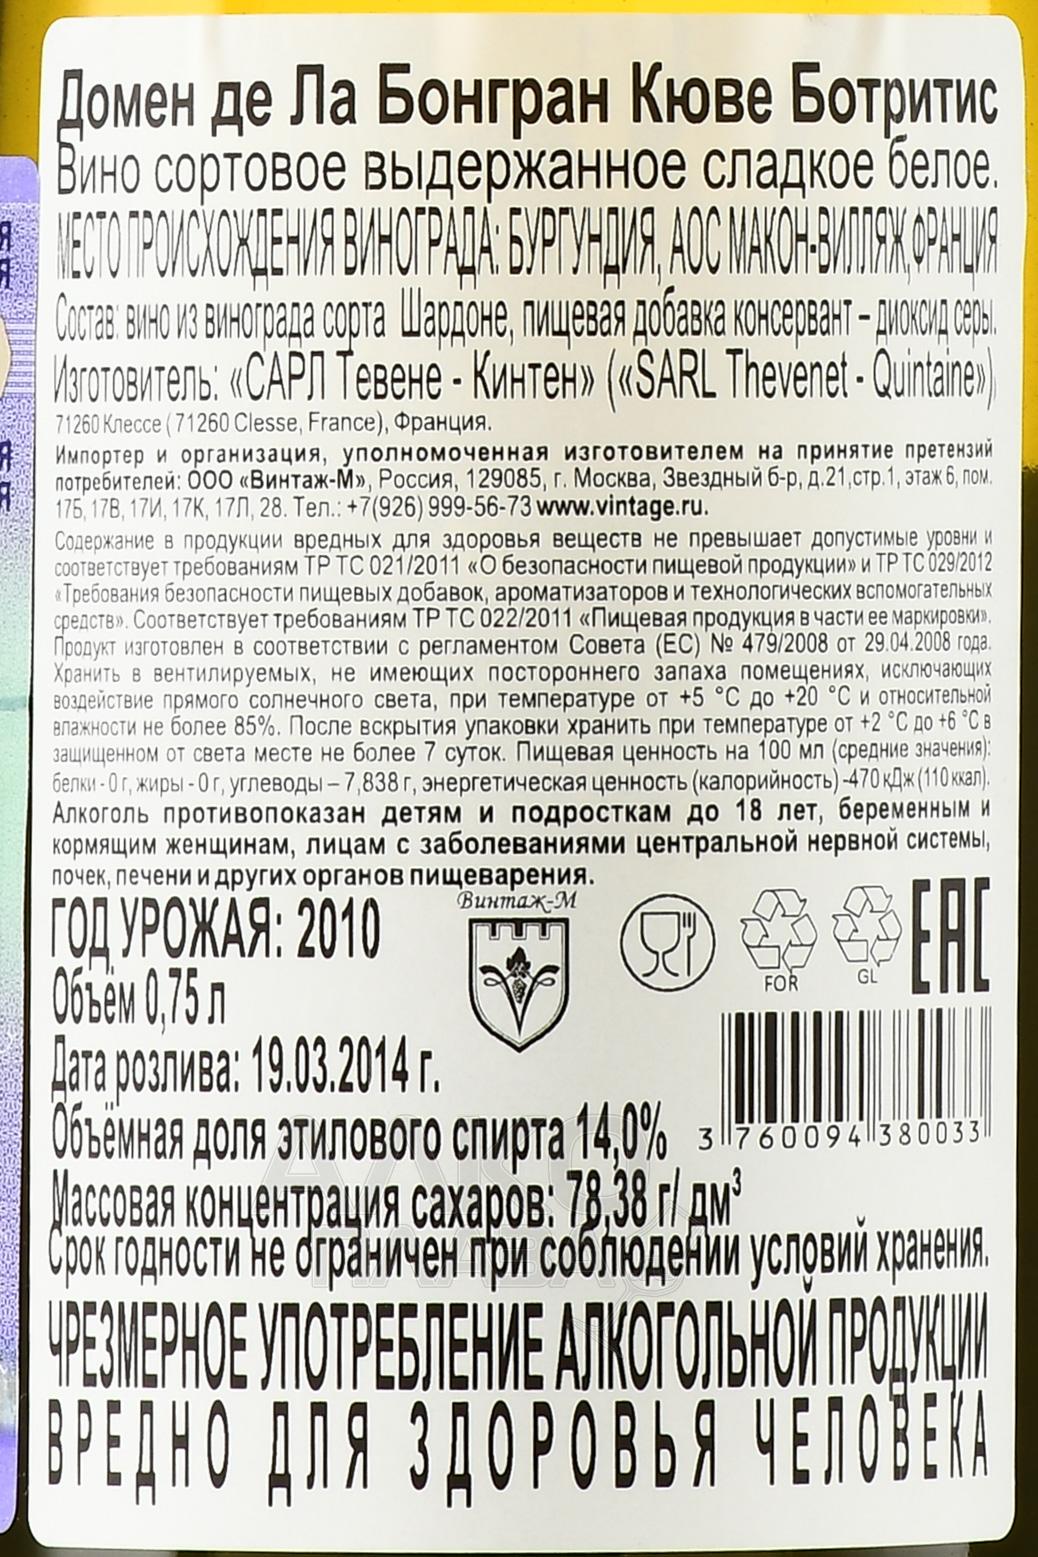 Домен де Ла Бонгран Кюве Ботритис
Вино сортовое выдержанное сладкое белое.
МЕСТО ПРОИСХОЖДЕНИЯ ВИНОГРАДА: БУРГУНДИЯ, АОС МАКОН-ВИЛЛЯЖ, ФРАНЦИЯ
Состав: вино из винограда сорта Шардоне, пищевая добавка консервант – диоксид серы.
Изготовитель: «САРЛ Тевене - Кинтен» («SARL Thevenet - Quintaine»)
71260 Клессе ( 71260 Clesse, France), Франция.
Импортер и организация, уполномоченная изготовителем на принятие претензий
потребителей: ООО «Винтаж-М», Россия, 129085, г. Москва, Звездный б-р, д.21,стр.1, этаж 6, пом.
17Б, 17В, 17И, 17К, 17Л, 28. Тел.: +7(926) 999-56-73 www.vintage.ru.
Содержание в продукции вредных для здоровья веществ не превышает допустимые уровни и
соответствует требованиям ТР ТС 021/2011 «О безопасности пищевой продукции» и ТР ТС 029/2012
«Требования безопасности пищевых добавок, ароматизаторов и технологических вспомогательных
средств». Соответствует требованиям ТР ТС 022/2011 «Пищевая продукция в части ее маркировки».
Продукт изготовлен в соответствии с регламентом Совета (ЕС) № 479/2008 от 29.04.2008 года.
Хранить в вентилируемых, не имеющих постороннего запаха помещениях, исключающих
воздействие прямого солнечного света, при температуре от +5 °С до +20 °С и относительной
влажности не более 85%. После вскрытия упаковки хранить при температуре от +2 °С до +6 °С в
защищенном от света месте не более 7 суток. Пищевая ценность на 100 мл (средние значения):
белки - 0 г, жиры - 0 г, углеводы – 7,838 г, энергетическая ценность (калорийность) -470 кДж (110 ккал).
Алкоголь противопоказан детям и подросткам до 18 лет, беременным и
кормящим женщинам, лицам с заболеваниями центральной нервной системы,
почек, печени и других органов пищеварения.
ГОД УРОЖАЯ: 2010
Винтаж-М
FOR
GL
EAC
Объём 0,75 л
Дата розлива: 19.03.2014 г.
Объёмная доля этилового спирта 14,0%
3 760094 380033
Массовая концентрация сахаров: 78,38 г/ дм³
Срок годности не ограничен при соблюдении условий хранения.
ЧРЕЗМЕРНОЕ УПОТРЕБЛЕНИЕ АЛКОГОЛЬНОЙ ПРОДУКЦИИ
ВРЕДНО ДЛЯ ЗДОРОВЬЯ ЧЕЛОВЕКА